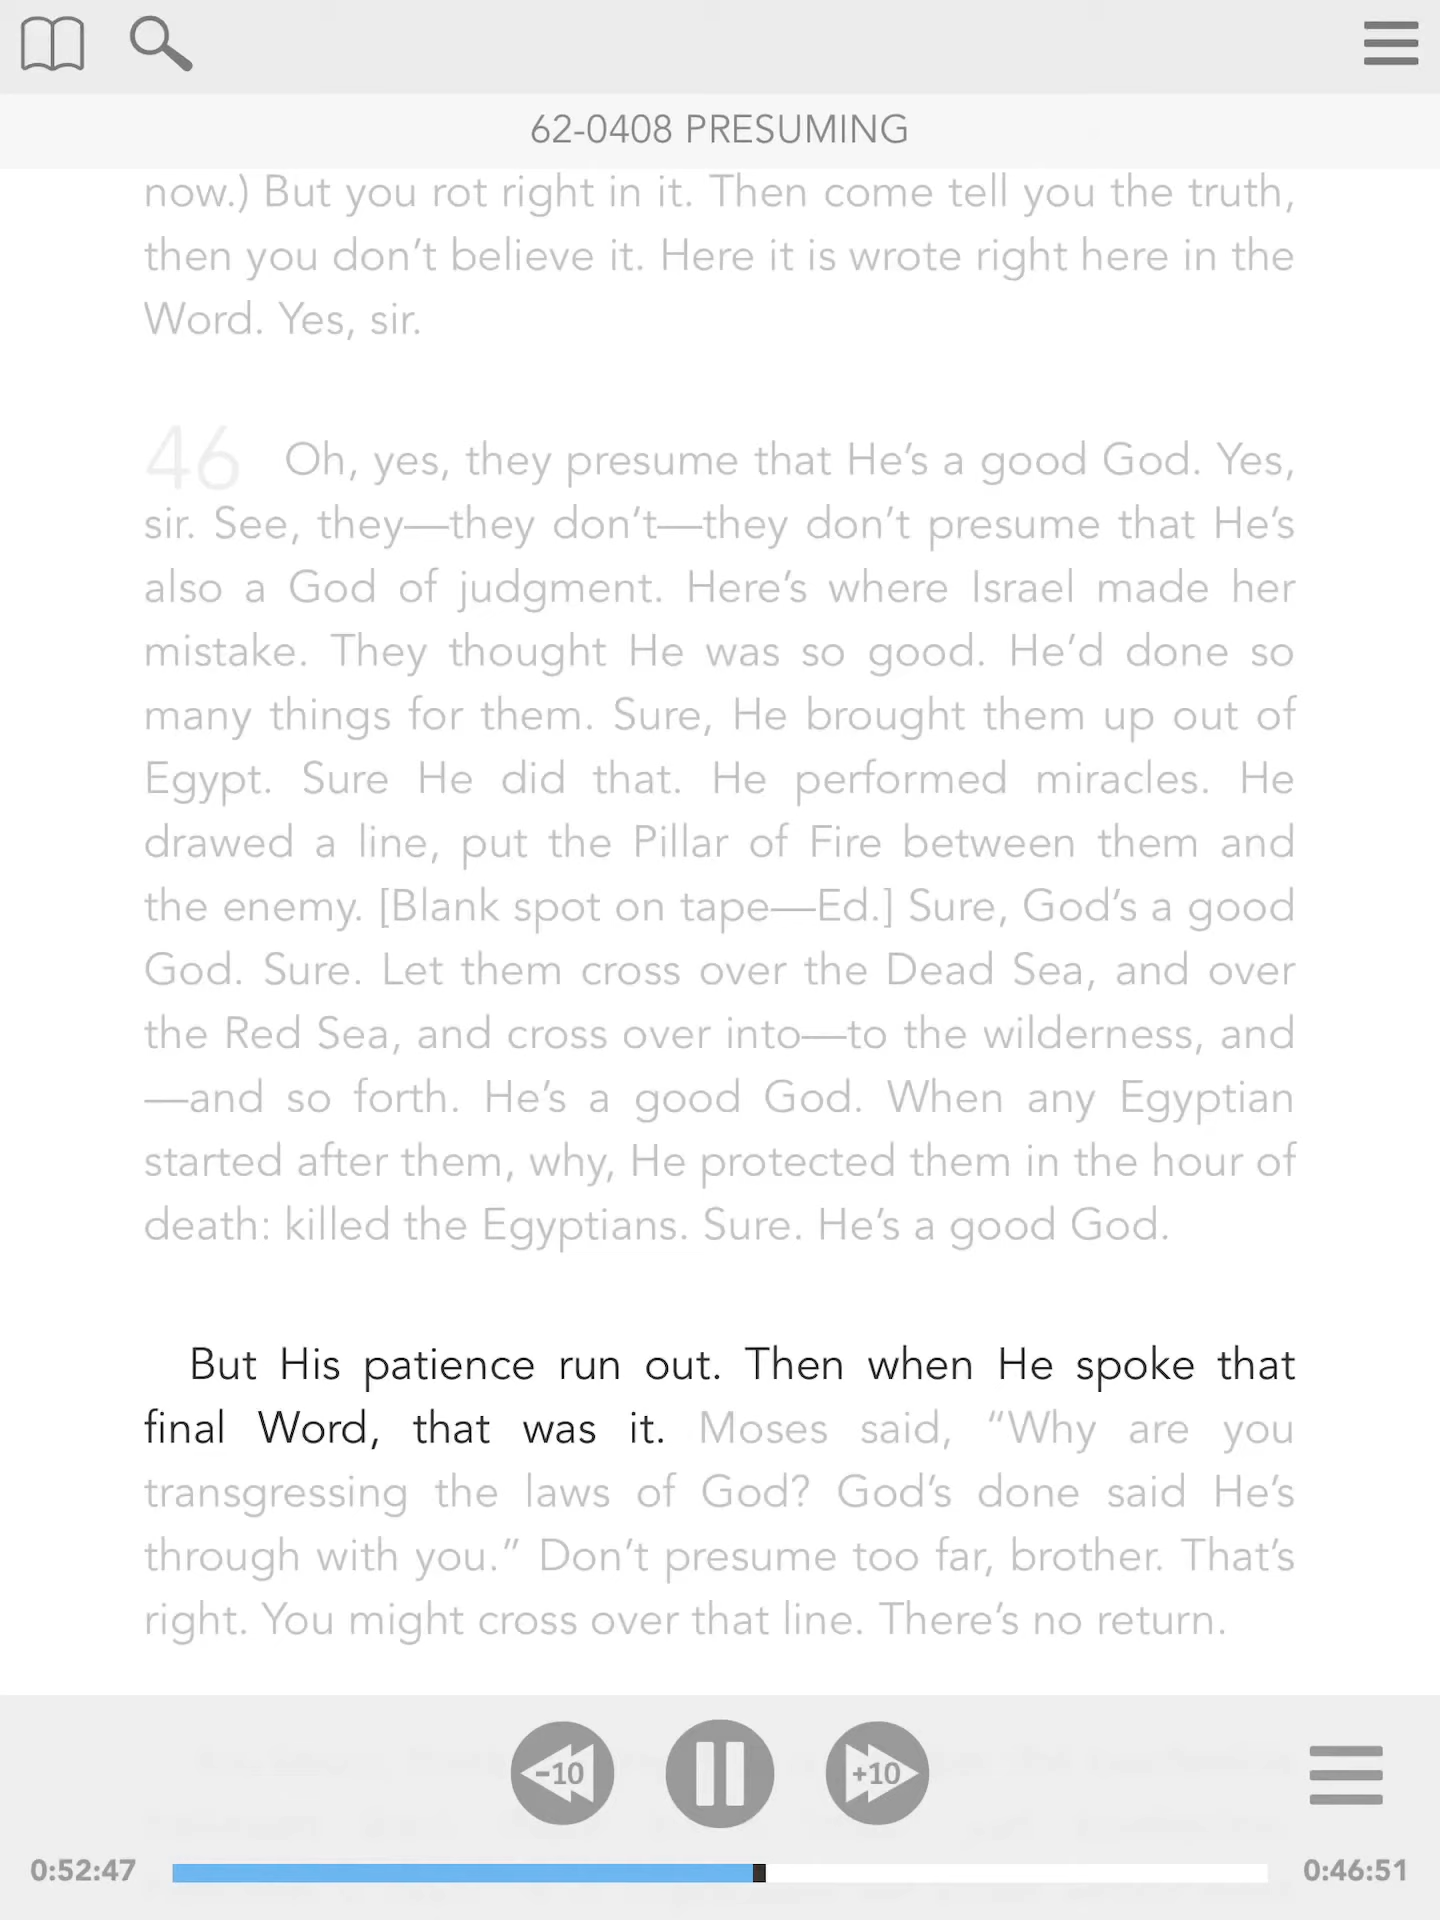 62-0408 PRESUMING
now.) But you rot right in it. Then come tell you the truth,
then you don’t believe it. Here it is wrote right here in the
Word. Yes, sir.
46 Oh, yes, they presume that He’s a good God. Yes,
sir. See, they—they don’t—they don’t presume that He’s
also a God of judgment. Here’s where Israel made her
mistake. They thought He was so good. He’d done so
many things for them. Sure, He brought them up out of
Egypt. Sure He did that. He performed miracles. He
drawed a line, put the Pillar of Fire between them and
the enemy. [Blank spot on tape—Ed.] Sure, God’s a good
God. Sure. Let them cross over the Dead Sea, and over
the Red Sea, and cross over into—to the wilderness, and
—and so forth. He’s a good God. When any Egyptian
started after them, why, He protected them in the hour of
death: killed the Egyptians. Sure. He’s a good God.
But His patience run out. Then when He spoke that
final Word, that was it. Moses said, “Why are you
transgressing the laws of God? God’s done said He’s
through with you.” Don’t presume too far, brother. That’s
right. You might cross over that line. There’s no return.
-10 +10
0:52:47 0:46:51